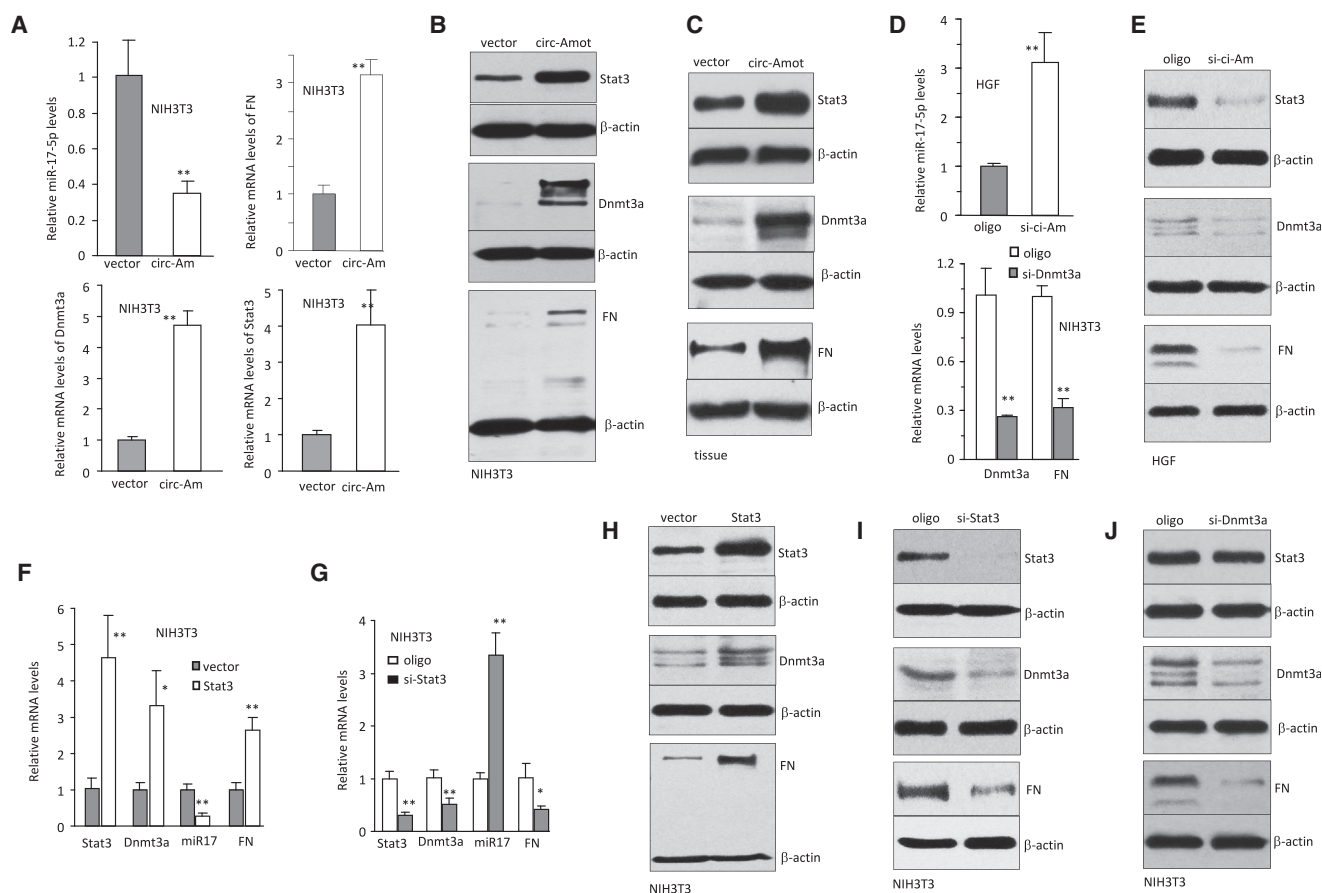 A
Relative miR-17-5p levels
1.2
1
0.8
0.6
0.4
0.2
0
NIH3T3
**
vector circ-Am
Relative mRNA levels of FN
3
2
1
0
NIH3T3
**
vector circ-Am
Relative mRNA levels of Dnmt3a
6
5
4
3
2
1
0
NIH3T3
**
vector circ-Am
Relative mRNA levels of Stat3
5
4
3
2
1
0
NIH3T3
**
vector circ-Am
B
vector circ-Amot
Stat3
β-actin
Dnmt3a
β-actin
FN
β-actin
NIH3T3
C
vector circ-Amot
Stat3
β-actin
Dnmt3a
β-actin
FN
β-actin
tissue
D
Relative miR-17-5p levels
4
3
2
1
0
HGF
**
oligo si-ci-Am
Relative mRNA levels
1.2
0.9
0.6
0.3
0
oligo
si-Dnmt3a
NIH3T3
**
**
Dnmt3a FN
E
oligo si-ci-Am
Stat3
β-actin
Dnmt3a
β-actin
FN
β-actin
HGF
F
Relative mRNA levels
6
5
4
3
2
1
0
NIH3T3
vector
Stat3
**
*
**
**
Stat3 Dnmt3a miR17 FN
G
Relative mRNA levels
4
3
2
1
0
NIH3T3
oligo
si-Stat3
**
**
**
*
Stat3 Dnmt3a miR17 FN
H
vector Stat3
Stat3
β-actin
Dnmt3a
β-actin
FN
β-actin
NIH3T3
I
oligo si-Stat3
Stat3
β-actin
Dnmt3a
β-actin
FN
β-actin
NIH3T3
J
oligo si-Dnmt3a
Stat3
β-actin
Dnmt3a
β-actin
FN
β-actin
NIH3T3